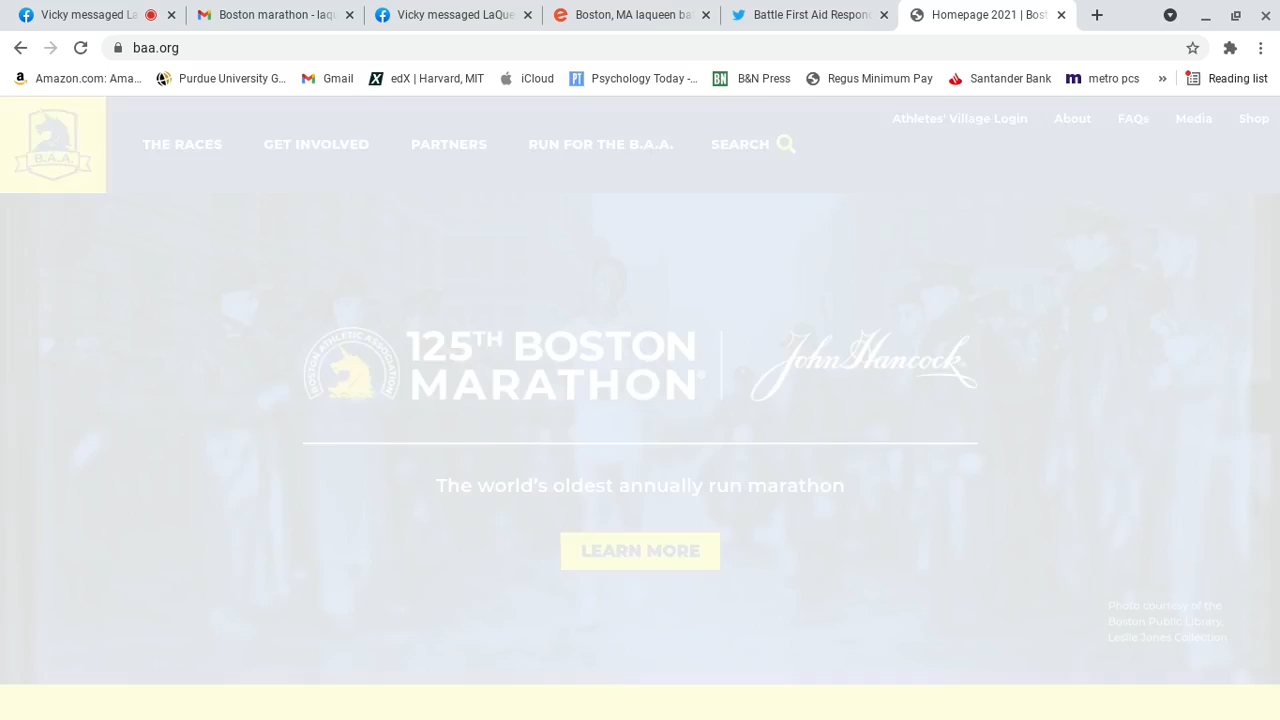 Vicky messaged La
Boston marathon - laqu
Vicky messaged LaQue
Boston, MA laqueen ba
Battle First Aid Respon
Homepage 2021 | Bost
baa.org
Amazon.com: Ama...
Purdue University G...
Gmail
edX | Harvard, MIT
iCloud
Psychology Today -...
B&N Press
Regus Minimum Pay
Santander Bank
metro pcs
»
Reading list
Athletes' Village Login
About
FAQs
Media
Shop
B.A.A.
THE RACES
GET INVOLVED
PARTNERS
RUN FOR THE B.A.A.
SEARCH
BOSTON ATHLETIC ASSOCIATION
125TH BOSTON
MARATHON®
John Hancock
The world's oldest annually run marathon
LEARN MORE
Photo courtesy of the
Boston Public Library,
Leslie Jones Collection